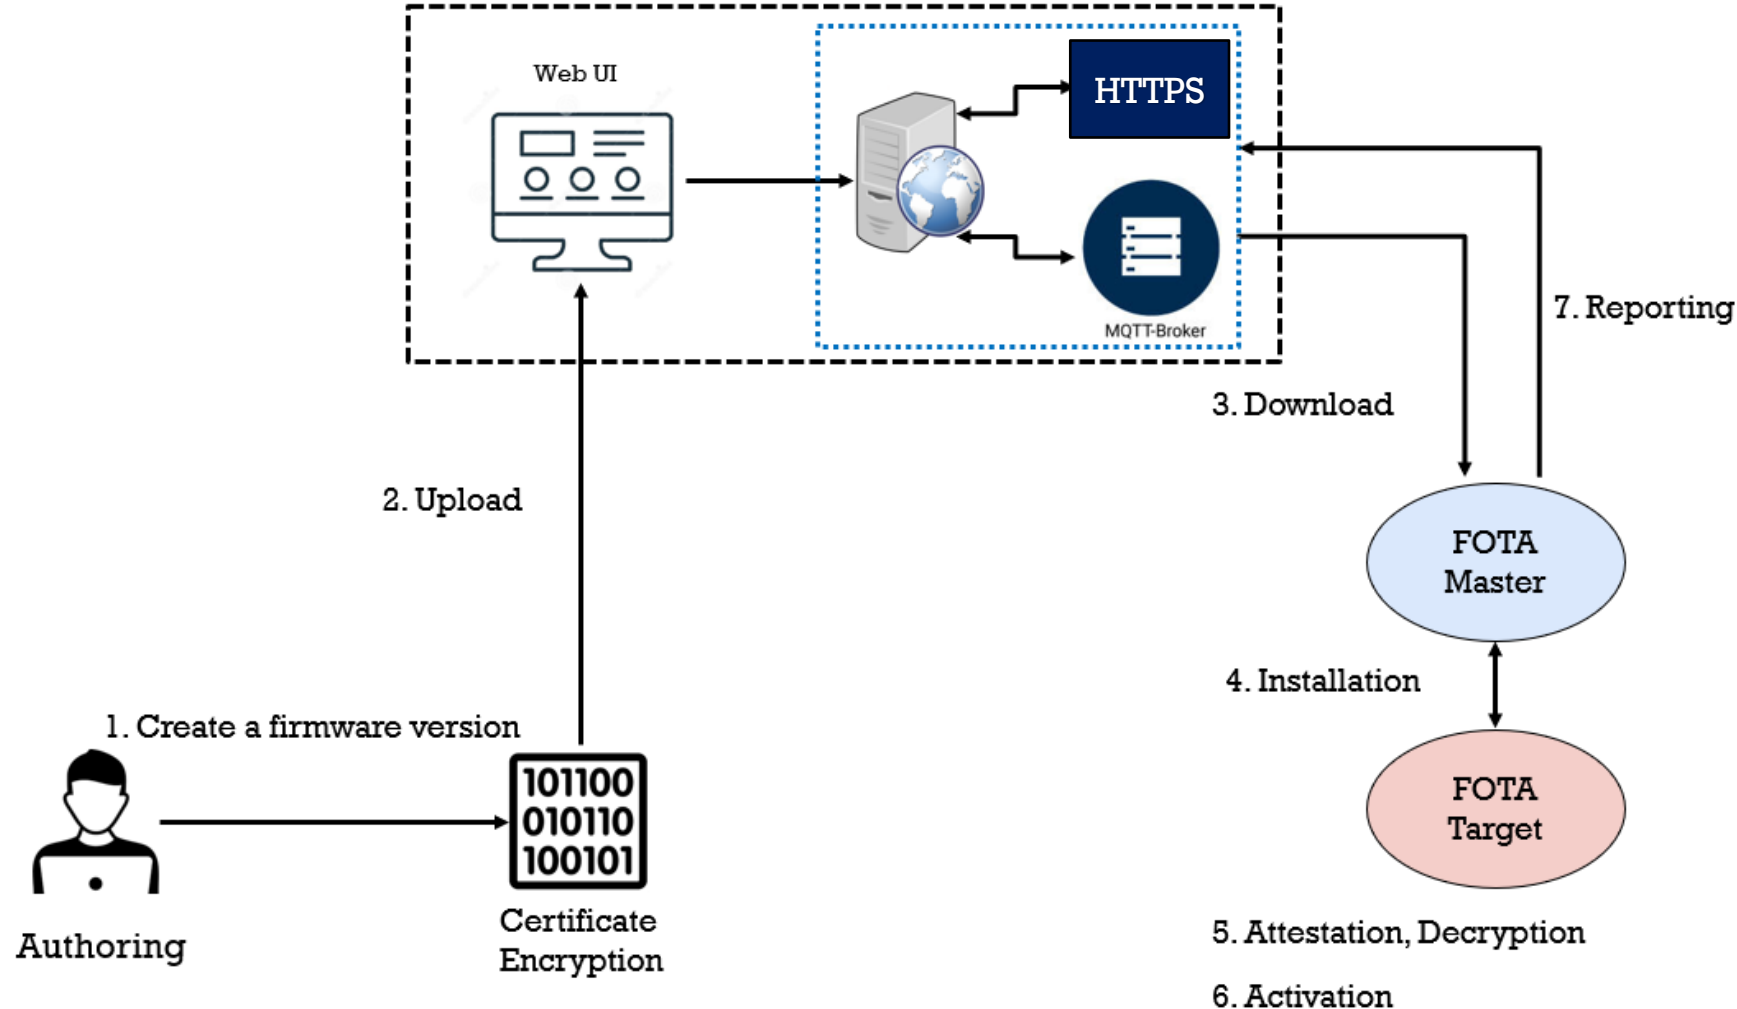 Web UI
HTTPS
MQTT-Broker
7. Reporting
3. Download
2. Upload
FOTA
Master
4. Installation
1. Create a firmware version
101100
010110
100101
FOTA
Target
Certificate
Encryption
Authoring
5. Attestation, Decryption
6. Activation